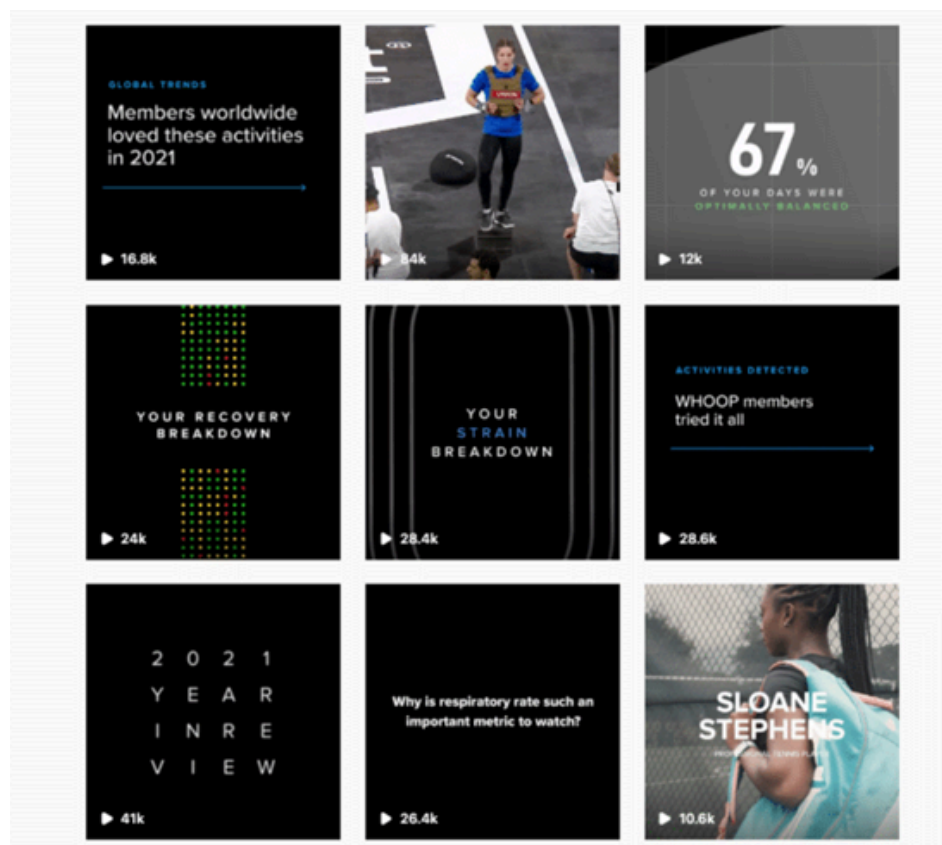 GLOBAL TRENDS
Members worldwide
loved these activities
in 2021
16.8k
84k
67%
OF YOUR DAYS WERE
OPTIMALLY BALANCED
12k
YOUR RECOVERY
BREAKDOWN
24k
YOUR
STRAIN
BREAKDOWN
28.4k
ACTIVITIES DETECTED
WHOOP members
tried it all
28.6k
2 0 2 1
Y E A R
I N R E
V I E W
41k
Why is respiratory rate such an
important metric to watch?
26.4k
SLOANE
STEPHENS
PROFESSIONAL TENNIS PLAYER
10.6k